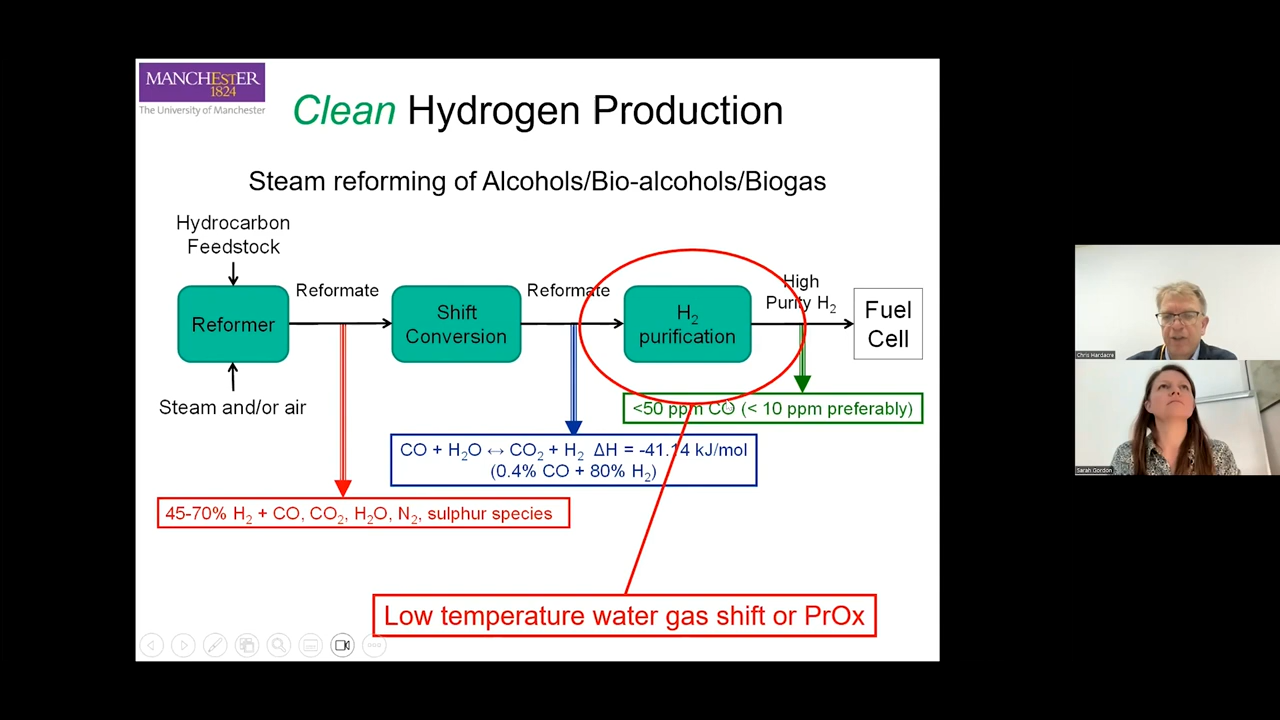 MANCHESTER
1824
The University of Manchester
Clean Hydrogen Production
Steam reforming of Alcohols/Bio-alcohols/Biogas
Hydrocarbon
Feedstock
Reformer
Steam and/or air
Reformate
Shift
Conversion
Reformate
H₂
purification
High
Purity H₂
Fuel
Cell
<50 ppm CO (< 10 ppm preferably)
CO + H₂O ↔ CO₂ + H₂ ΔH = -41.14 kJ/mol
(0.4% CO + 80% H₂)
45-70% H₂ + CO, CO₂, H₂O, N₂, sulphur species
Low temperature water gas shift or PrOx
Chris Hardacre
Sarah Gordon